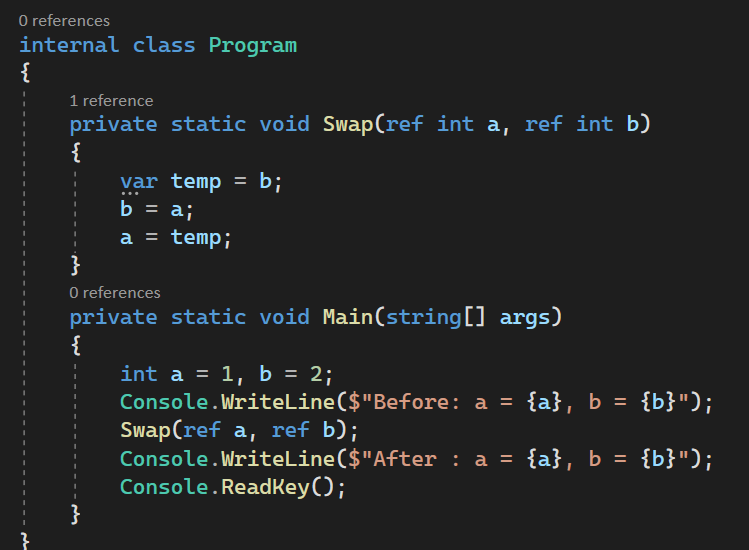 0 references
internal class Program
{
1 reference
private static void Swap(ref int a, ref int b)
{
var temp = b;
b = a;
a = temp;
}
0 references
private static void Main(string[] args)
{
int a = 1, b = 2;
Console.WriteLine($"Before: a = {a}, b = {b}");
Swap(ref a, ref b);
Console.WriteLine($"After : a = {a}, b = {b}");
Console.ReadKey();
}
}